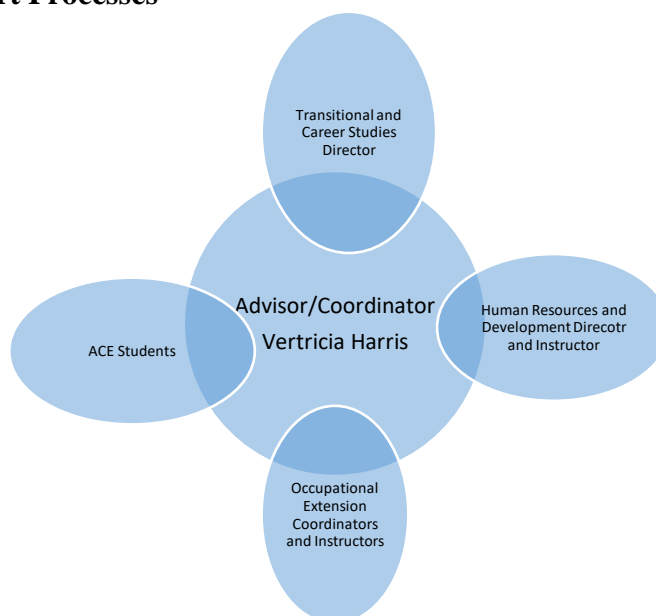 Processes
Transitional and
Career Studies
Director
Advisor/Coordinator
Vertricia Harris
Human Resources and
Development Direcotr
and Instructor
ACE Students
Occupational
Extension
Coordinators
and Instructors